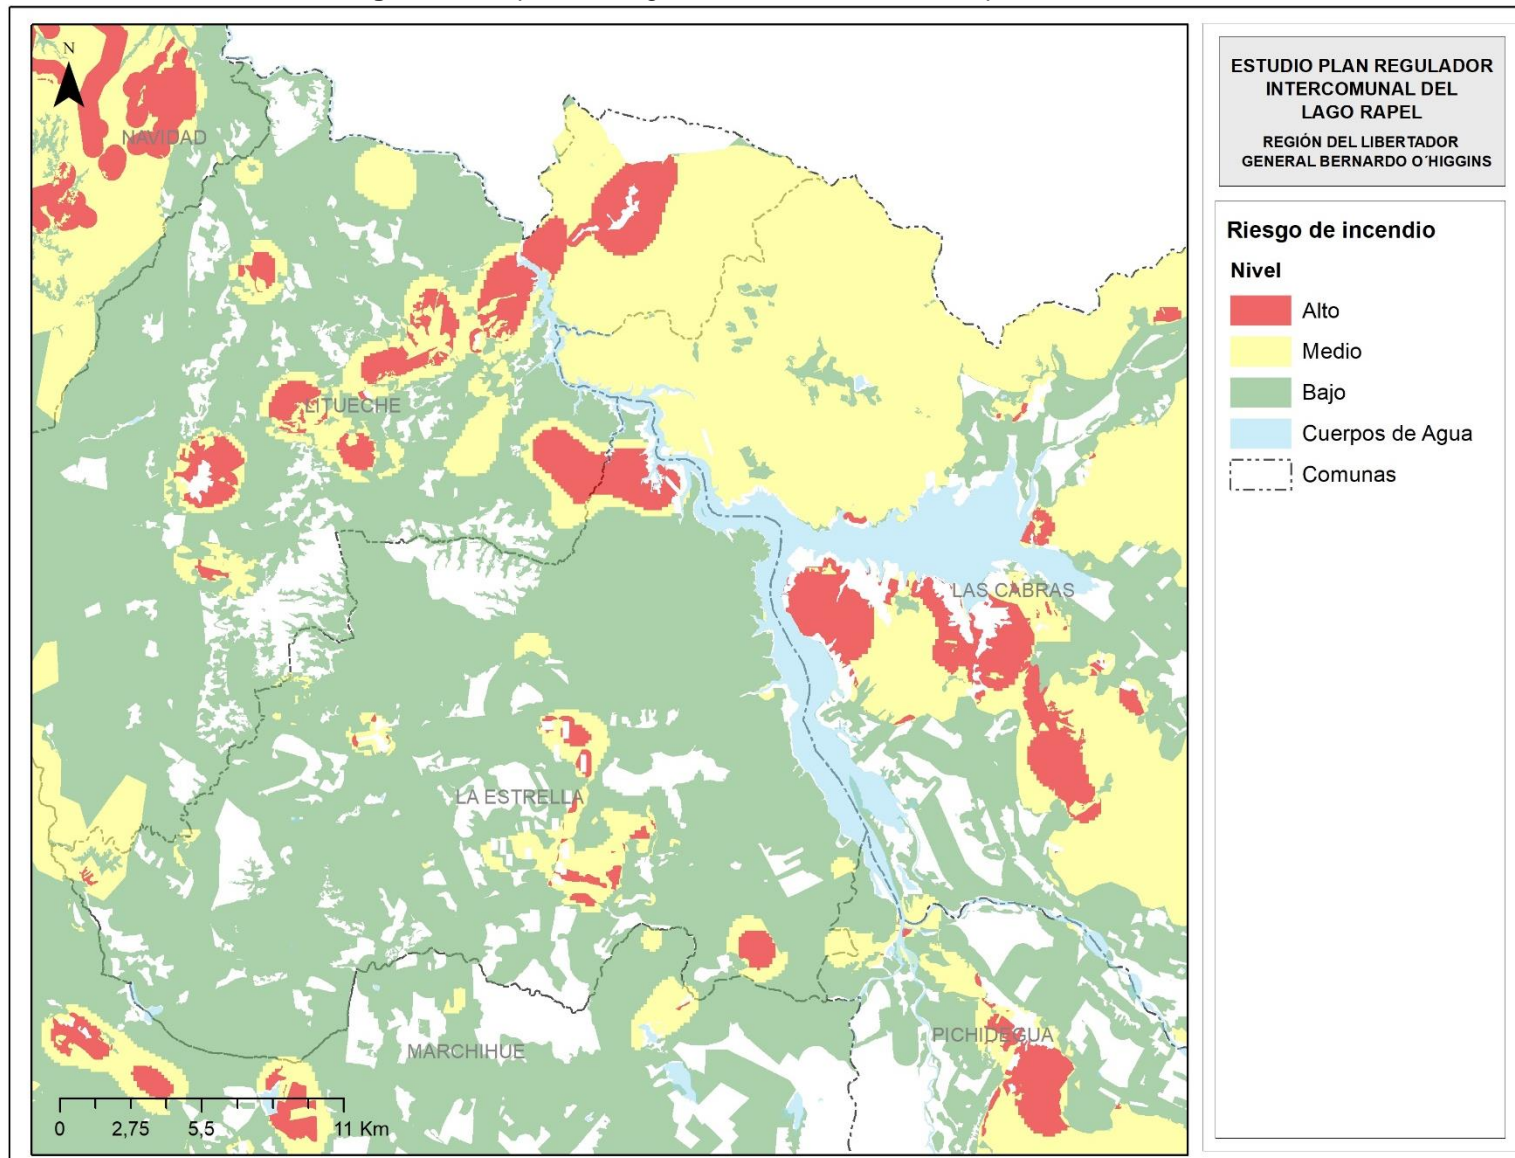 ESTUDIO PLAN REGULADOR
INTERCOMUNAL DEL
LAGO RAPEL
REGIÓN DEL LIBERTADOR
GENERAL BERNARDO O´HIGGINS
Riesgo de incendio
Nivel
Alto
Medio
Bajo
Cuerpos de Agua
Comunas
N
NAVIDAD
LITUECHE
LAS CABRAS
LA ESTRELLA
PICHIDEGUA
MARCHIHUE
0 2,75 5,5 11 Km